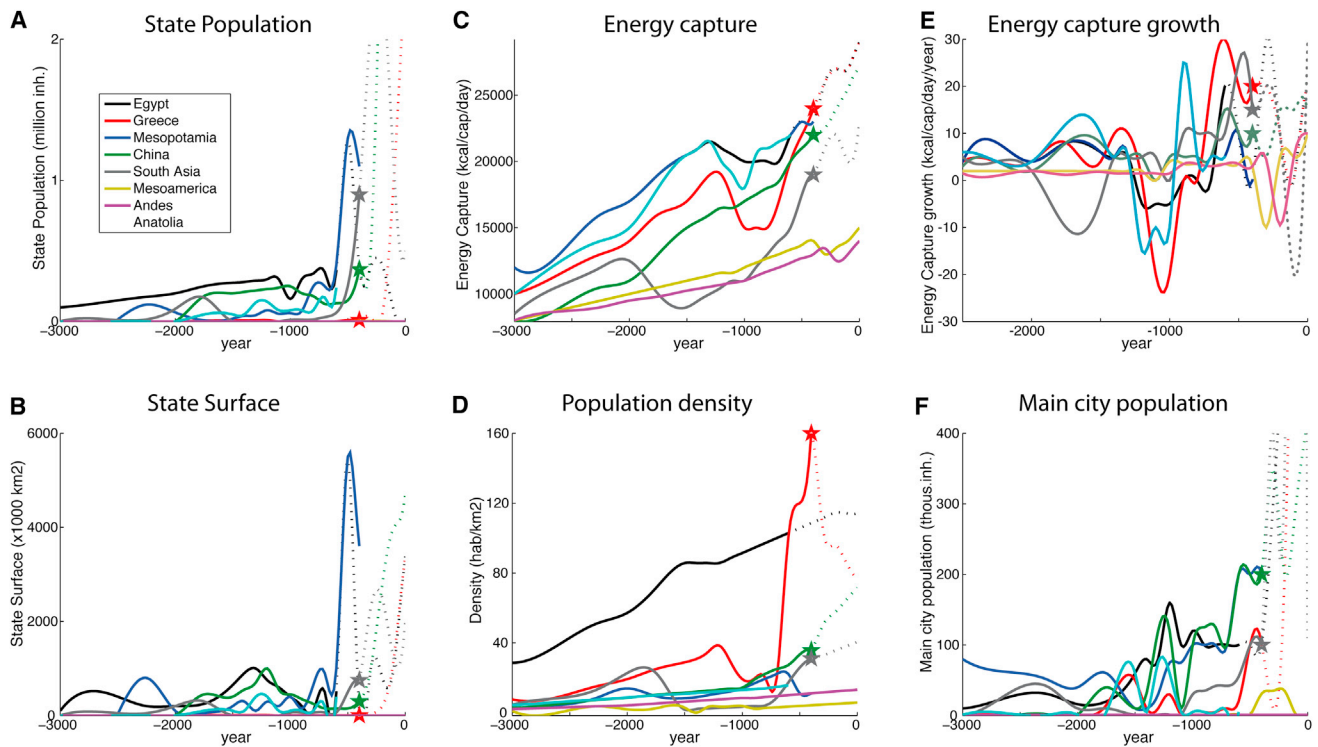 A
State Population
State Population (million inh.)
2
1
0
−3000
−2000
−1000
0
year
Egypt
Greece
Mesopotamia
China
South Asia
Mesoamerica
Andes
Anatolia
C
Energy capture
Energy Capture (kcal/cap/day)
25000
20000
15000
10000
−3000
−2000
−1000
0
year
E
Energy capture growth
Energy Capture growth (kcal/cap/day/year)
30
20
10
0
-10
-20
-30
-2000
-1000
0
year
B
State Surface
State Surface (x1000 km2)
6000
4000
2000
0
−3000
−2000
−1000
0
year
D
Population density
Density (hab/km2)
160
120
80
40
0
−3000
−2000
−1000
0
year
F
Main city population
Main city population (thous.inh.)
400
300
200
100
0
−3000
−2000
−1000
0
year